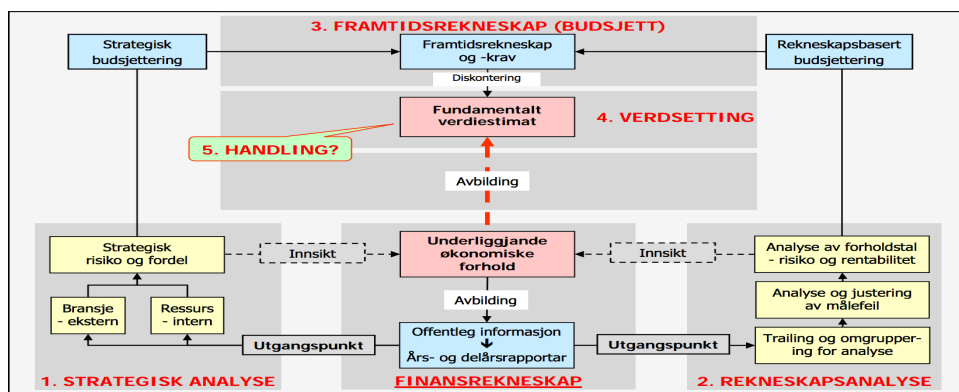 3. FRAMTIDSREKNESKAP (BUDSJETT)
Strategisk
budsjettering
Framtidsrekneskap
og -krav
Rekneskapsbasert
budsjettering
Diskontering
Fundamentalt
verdiestimat
4. VERDSETTING
5. HANDLING?
Avbilding
Strategisk
risiko og fordel
Innsikt
Underliggjande
økonomiske
forhold
Innsikt
Analyse av forholdstal
- risiko og rentabilitet
Bransje
- ekstern
Ressurs
- intern
Avbilding
Analyse og justering
av målefeil
Utgangspunkt
Offentleg informasjon
Års- og delårsrapportar
Utgangspunkt
Trailing og omgrupper-
ing for analyse
1. STRATEGISK ANALYSE
FINANSREKNESKAP
2. REKNESKAPSANALYSE